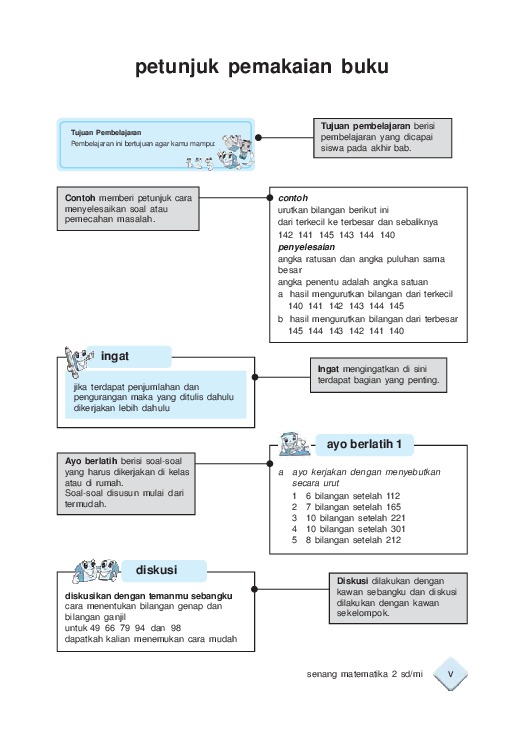 petunjuk pemakaian buku
Tujuan Pembelajaran
Pembelajaran ini bertujuan agar kamu mampu:
Tujuan pembelajaran berisi
pembelajaran yang dicapai
siswa pada akhir bab.
Contoh memberi petunjuk cara
menyelesaikan soal atau
pemecahan masalah.
contoh
urutkan bilangan berikut ini
dari terkecil ke terbesar dan sebaliknya
142 141 145 143 144 140
penyelesaian
angka ratusan dan angka puluhan sama
besar
angka penentu adalah angka satuan
a hasil mengurutkan bilangan dari terkecil
140 141 142 143 144 145
b hasil mengurutkan bilangan dari terbesar
145 144 143 142 141 140
ingat
jika terdapat penjumlahan dan
pengurangan maka yang ditulis dahulu
dikerjakan lebih dahulu
Ingat mengingatkan di sini
terdapat bagian yang penting.
Ayo berlatih berisi soal-soal
yang harus dikerjakan di kelas
atau di rumah.
Soal-soal disusun mulai dari
termudah.
ayo berlatih 1
a ayo kerjakan dengan menyebutkan
secara urut
1 6 bilangan setelah 112
2 7 bilangan setelah 165
3 10 bilangan setelah 221
4 10 bilangan setelah 301
5 8 bilangan setelah 212
diskusi
diskusikan dengan temanmu sebangku
cara menentukan bilangan genap dan
bilangan ganjil
untuk 49 66 79 94 dan 98
dapatkah kalian menemukan cara mudah
Diskusi dilakukan dengan
kawan sebangku dan diskusi
dilakukan dengan kawan
sekelompok.
senang matematika 2 sd/mi
v